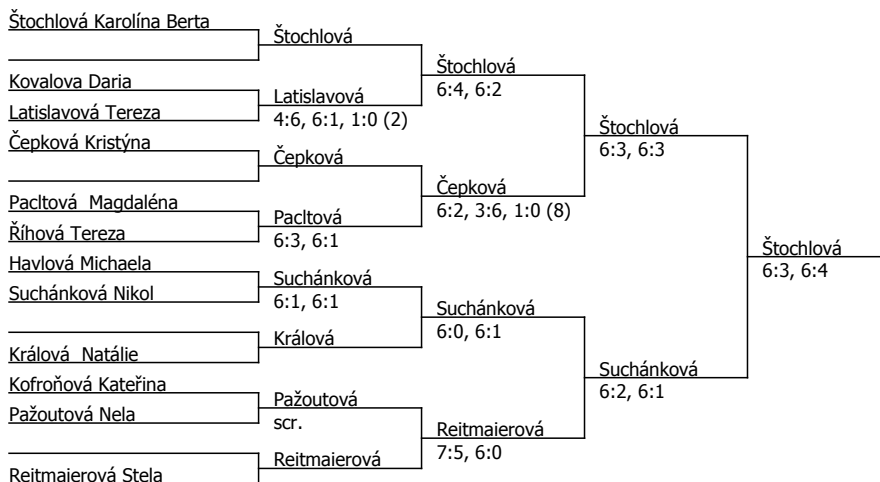 Štochlová Karolína Berta
Štochlová
Štochlová
6:4, 6:2
Kovalova Daria
Latislavová
4:6, 6:1, 1:0 (2)
Latislavová Tereza
Štochlová
6:3, 6:3
Čepková Kristýna
Čepková
Čepková
6:2, 3:6, 1:0 (8)
Pacltová  Magdaléna
Pacltová
6:3, 6:1
Říhová Tereza
Štochlová
6:3, 6:4
Havlová Michaela
Suchánková
6:1, 6:1
Suchánková Nikol
Suchánková
6:0, 6:1
Králová
Králová  Natálie
Suchánková
6:2, 6:1
Kofroňová Kateřina
Pažoutová
scr.
Pažoutová Nela
Reitmaierová
7:5, 6:0
Reitmaierová
Reitmaierová Stela